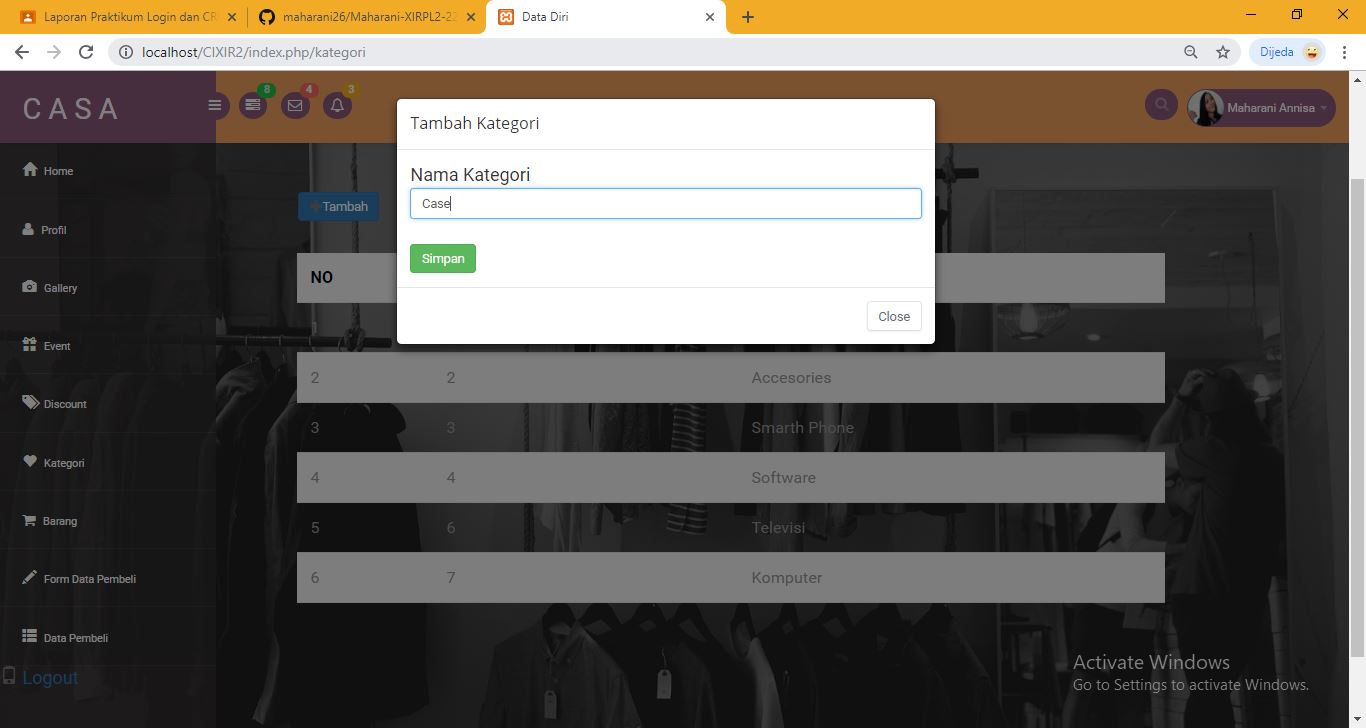 Laporan Praktikum Login dan CR
maharani26/Maharani-XIRPL2-22
Data Diri
localhost/CIXIR2/index.php/kategori
Dijeda
CASA
8
4
3
Maharani Annisa
Tambah Kategori
Nama Kategori
Case
Simpan
Close
Home
Profil
Gallery
Event
Discount
Kategori
Barang
Form Data Pembeli
Data Pembeli
Logout
Tambah
NO
1
2 2 Accesories
3 3 Smarth Phone
4 4 Software
5 6 Televisi
6 7 Komputer
Activate Windows
Go to Settings to activate Windows.